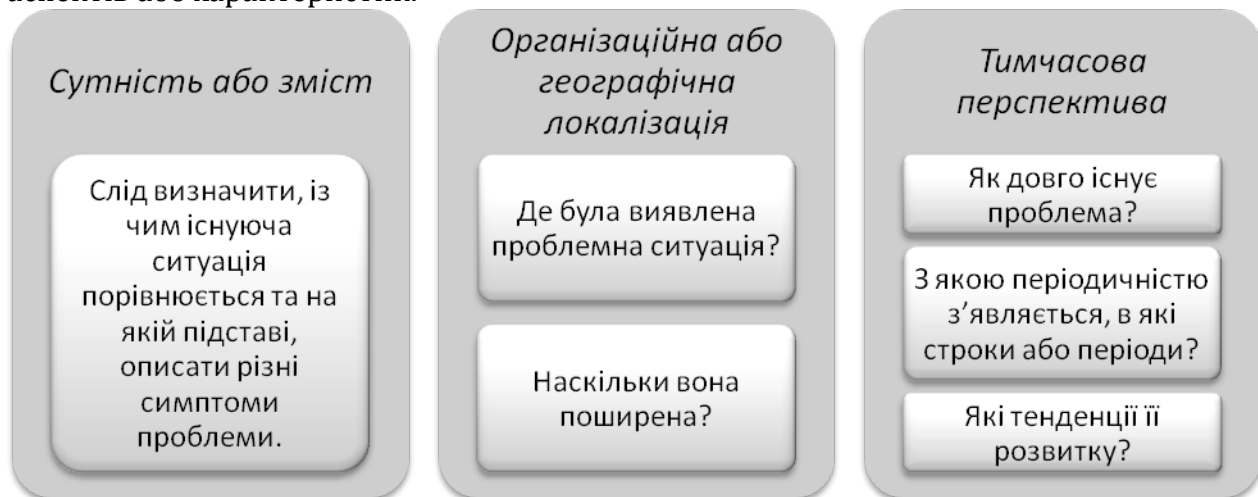 аспектів або характеристик.
Сутність або зміст
Слід визначити, із
чим існуюча
ситуація
порівнюється та на
якій підставі,
описати різні
симптоми
проблеми.
Організаційна або
географічна
локалізація
Де була виявлена
проблемна ситуація?
Наскільки вона
поширена?
Тимчасова
перспектива
Як довго існує
проблема?
З якою періодичністю
з’являється, в які
строки або періоди?
Які тенденції її
розвитку?